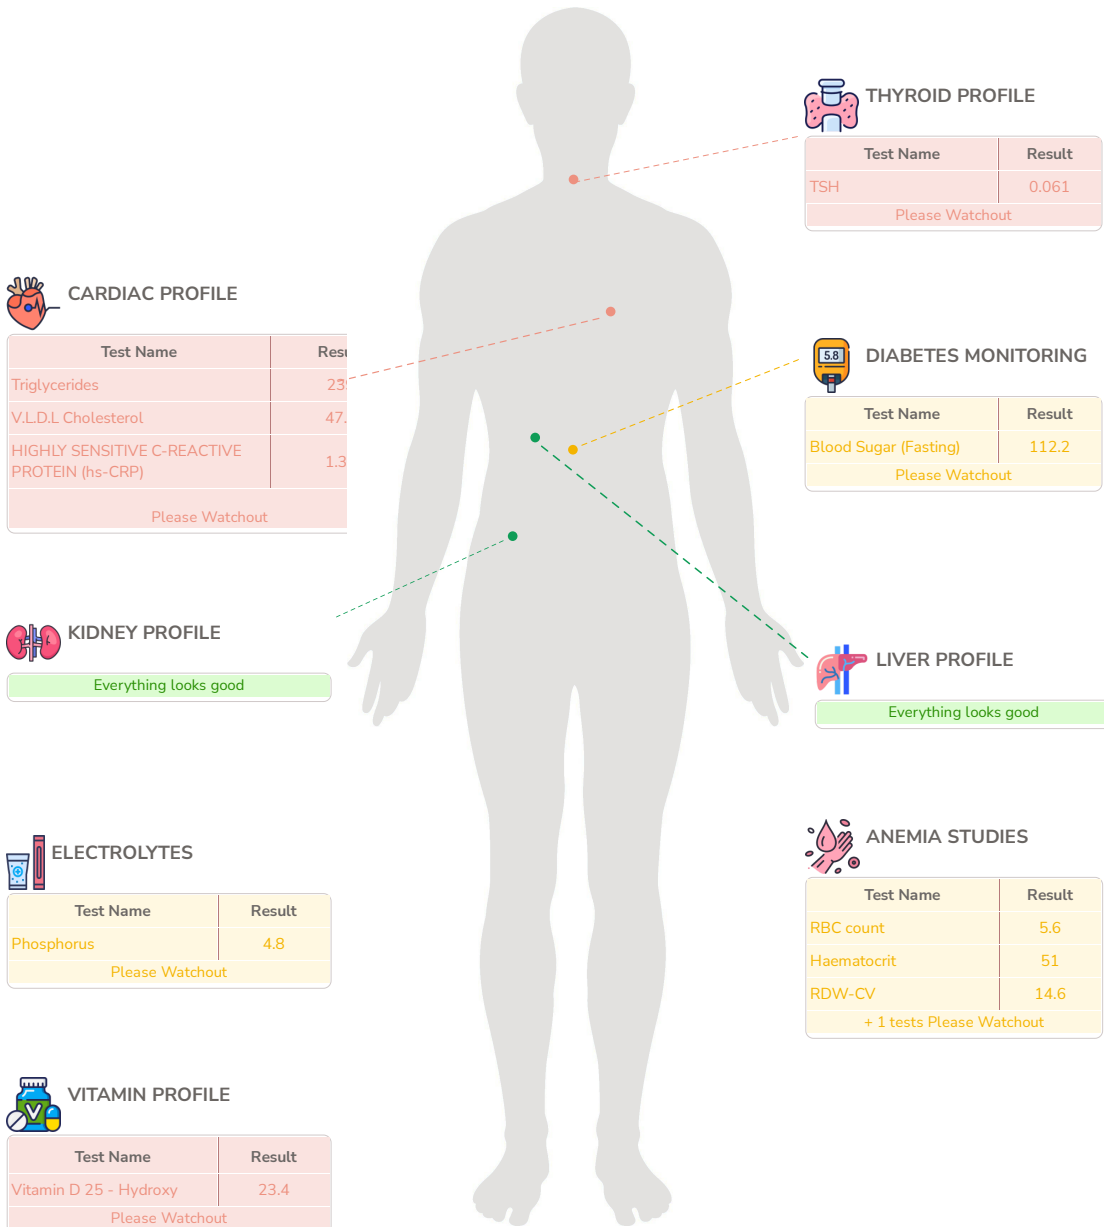 THYROID PROFILE
Test Name Result
TSH 0.061
Please Watchout
CARDIAC PROFILE
Test Name
Triglycerides
V.L.D.L Cholesterol 47.
HIGHLY SENSITIVE C-REACTIVE
PROTEIN (hs-CRP) 1.3
Please Watchout
DIABETES MONITORING
5.8
Test Name Result
Blood Sugar (Fasting) 112.2
Please Watchout
KIDNEY PROFILE
Everything looks good
LIVER PROFILE
Everything looks good
ELECTROLYTES
Test Name Result
Phosphorus 4.8
Please Watchout
ANEMIA STUDIES
Test Name Result
RBC count 5.6
Haematocrit 51
RDW-CV 14.6
+ 1 tests Please Watchout
VITAMIN PROFILE
V
Test Name Result
Vitamin D 25 - Hydroxy 23.4
Please Watchout